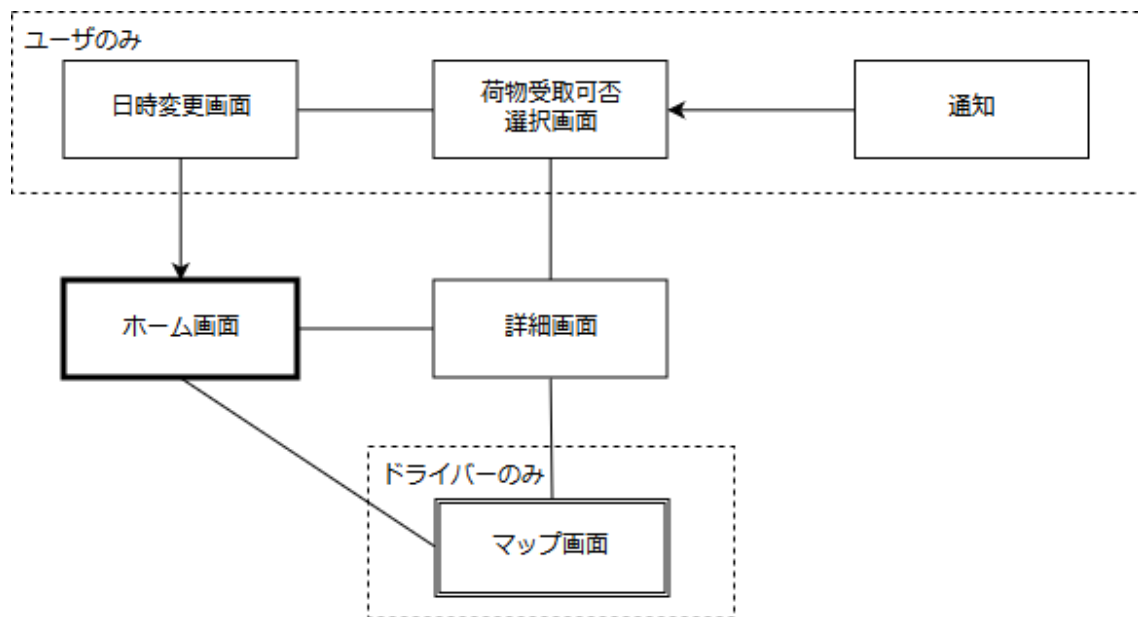 ユーザのみ
日時変更画面
荷物受取可否
選択画面
通知
ホーム画面
詳細画面
ドライバーのみ
マップ画面